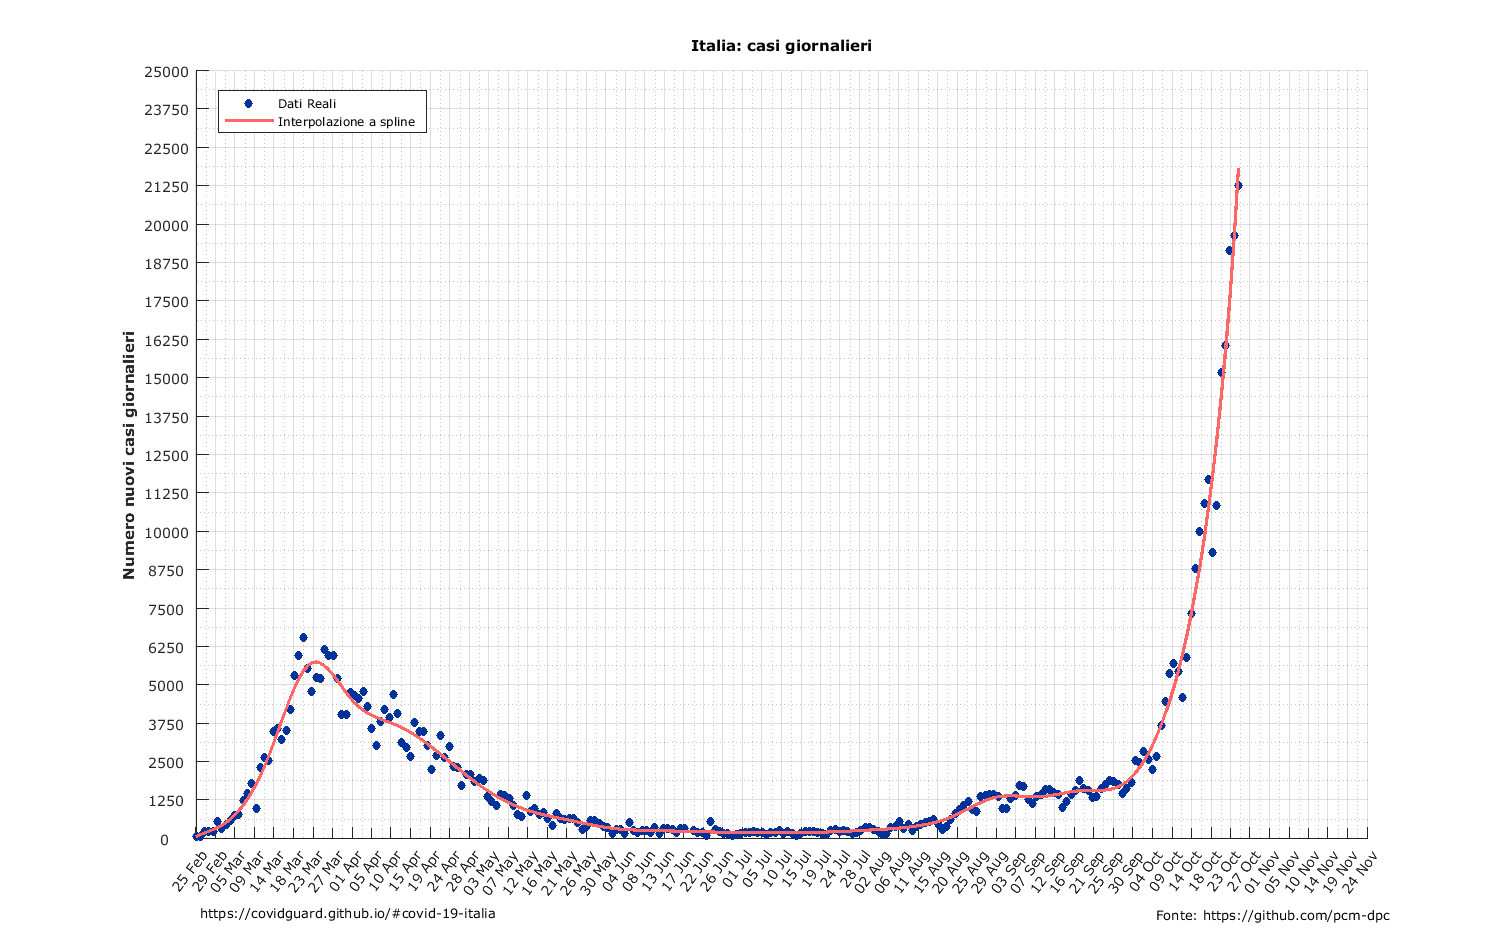 Italia: casi giornalieri
25000
23750
22500
21250
20000
18750
17500
16250
15000
13750
12500
11250
10000
8750
7500
6250
5000
3750
2500
1250
0
Numero nuovi casi giornalieri
Dati Reali
Interpolazione a spline
25 Feb
29 Feb
05 Mar
09 Mar
14 Mar
18 Mar
23 Mar
27 Mar
01 Apr
05 Apr
10 Apr
15 Apr
19 Apr
24 Apr
28 Apr
03 May
07 May
12 May
16 May
21 May
26 May
30 May
04 Jun
08 Jun
13 Jun
17 Jun
22 Jun
26 Jun
01 Jul
05 Jul
10 Jul
15 Jul
19 Jul
24 Jul
28 Jul
02 Aug
06 Aug
11 Aug
15 Aug
20 Aug
25 Aug
29 Aug
03 Sep
07 Sep
12 Sep
16 Sep
21 Sep
25 Sep
30 Sep
04 Oct
09 Oct
14 Oct
18 Oct
23 Oct
27 Oct
01 Nov
05 Nov
10 Nov
14 Nov
19 Nov
24 Nov
https://covidguard.github.io/#covid-19-italia
Fonte: https://github.com/pcm-dpc